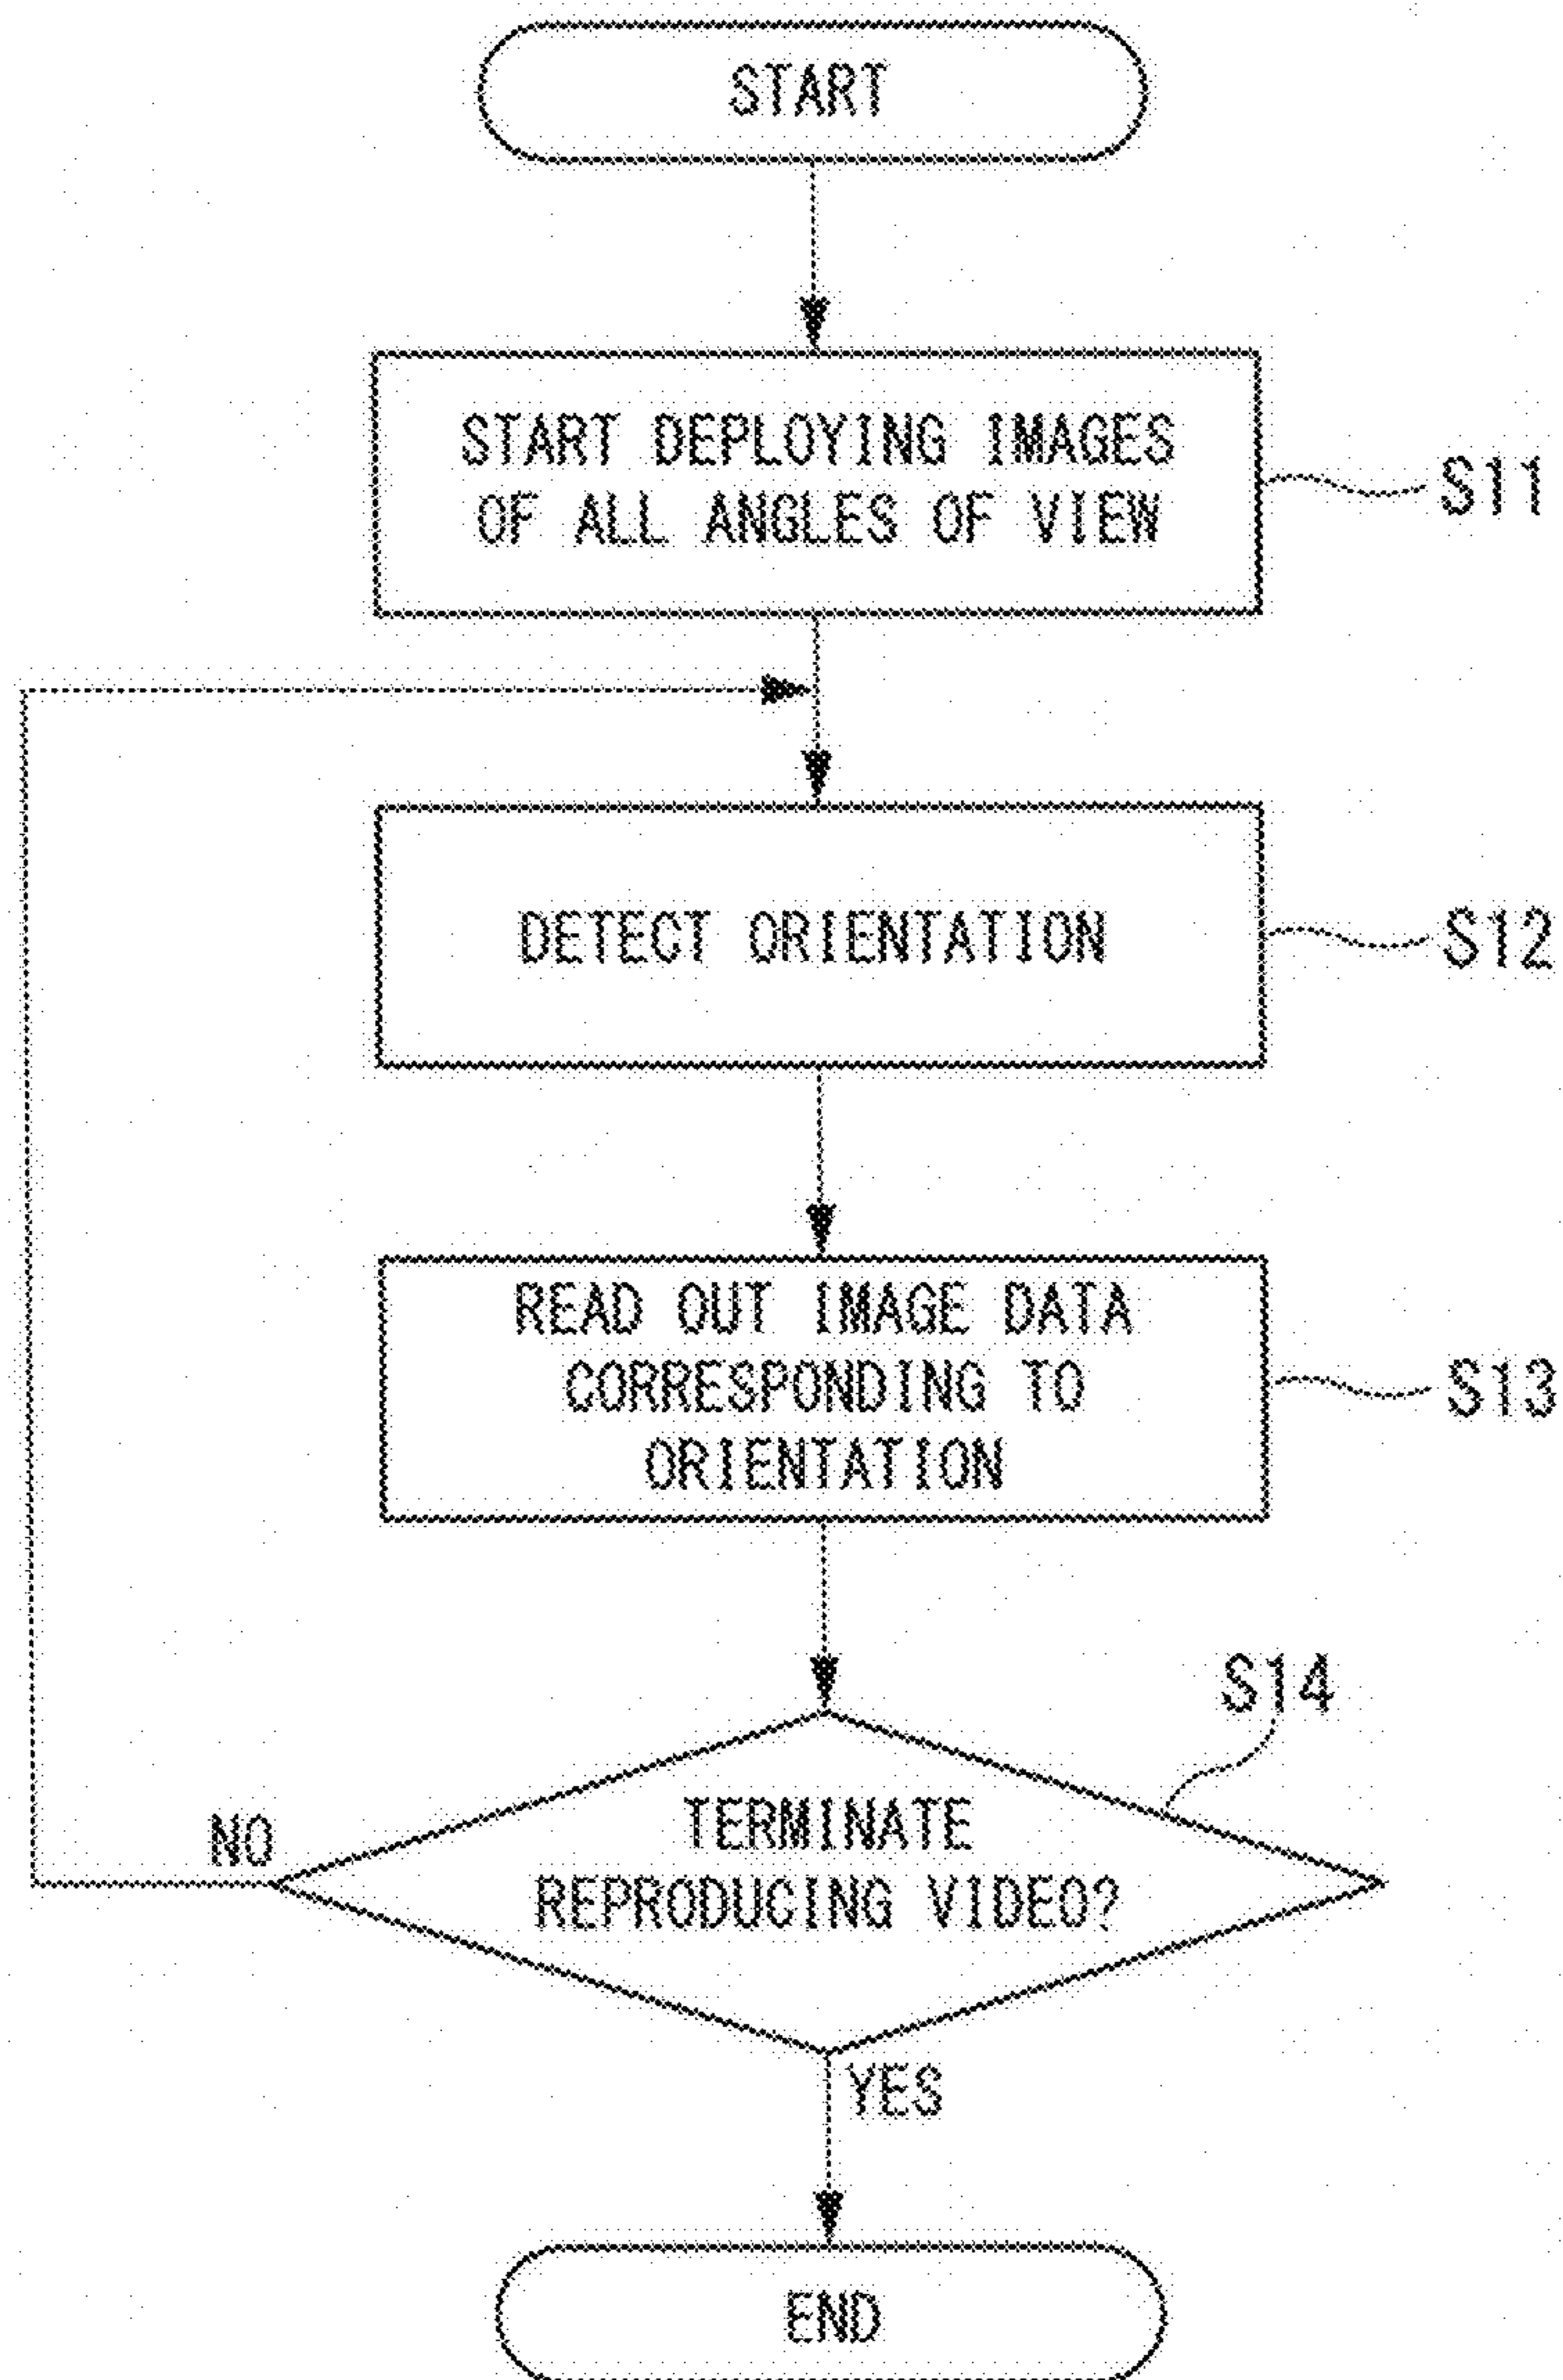 START
START DEPLOYING IMAGES
OF ALL ANGLES OF VIEW
S11
DETECT ORIENTATION
S12
READ OUT IMAGE DATA
CORRESPONDING TO
ORIENTATION
S13
S14
TERMINATE
REPRODUCING VIDEO?
NO
YES
END